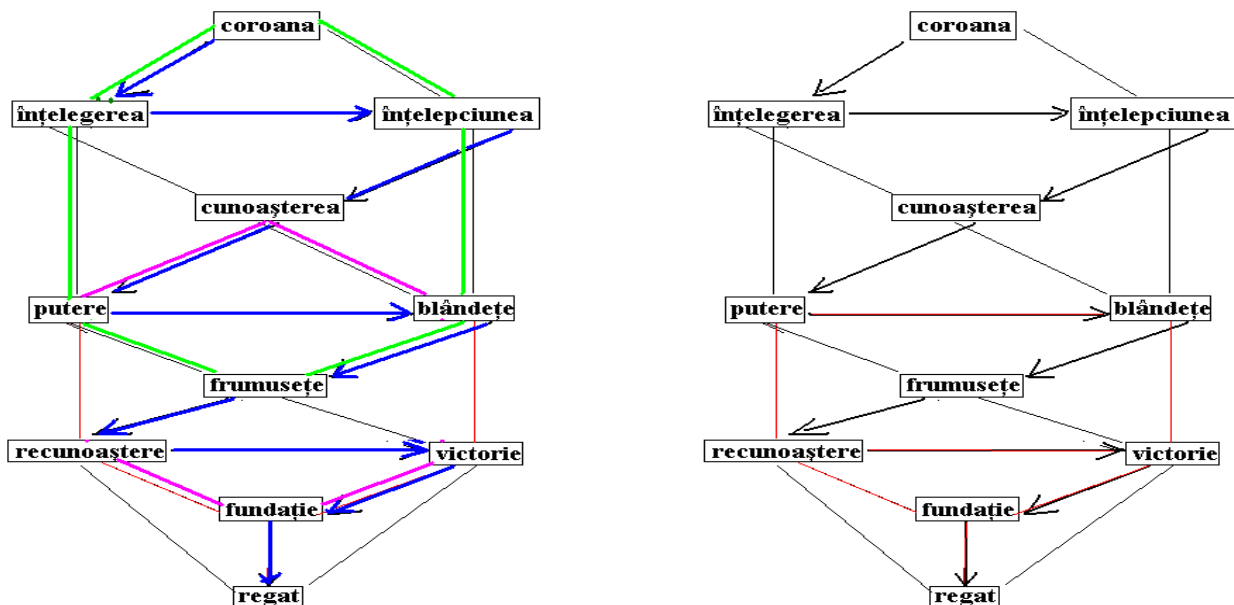 coroana
coroana
înțelegerea
înțelepciunea
înțelegerea
înțelepciunea
cunoașterea
cunoașterea
putere
blândețe
putere
blândețe
frumusețe
frumusețe
recunoaștere
victorie
recunoaștere
victorie
fundație
fundație
regat
regat